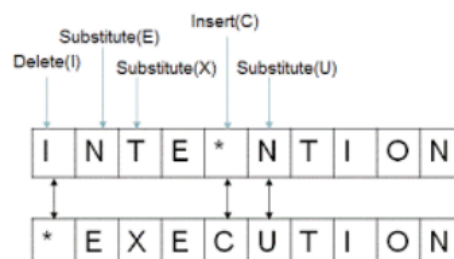 Insert(C)
Substitute(E)
Delete(I)
Substitute(X)
Substitute(U)
I N T E * N T I O N
* E X E C U T I O N